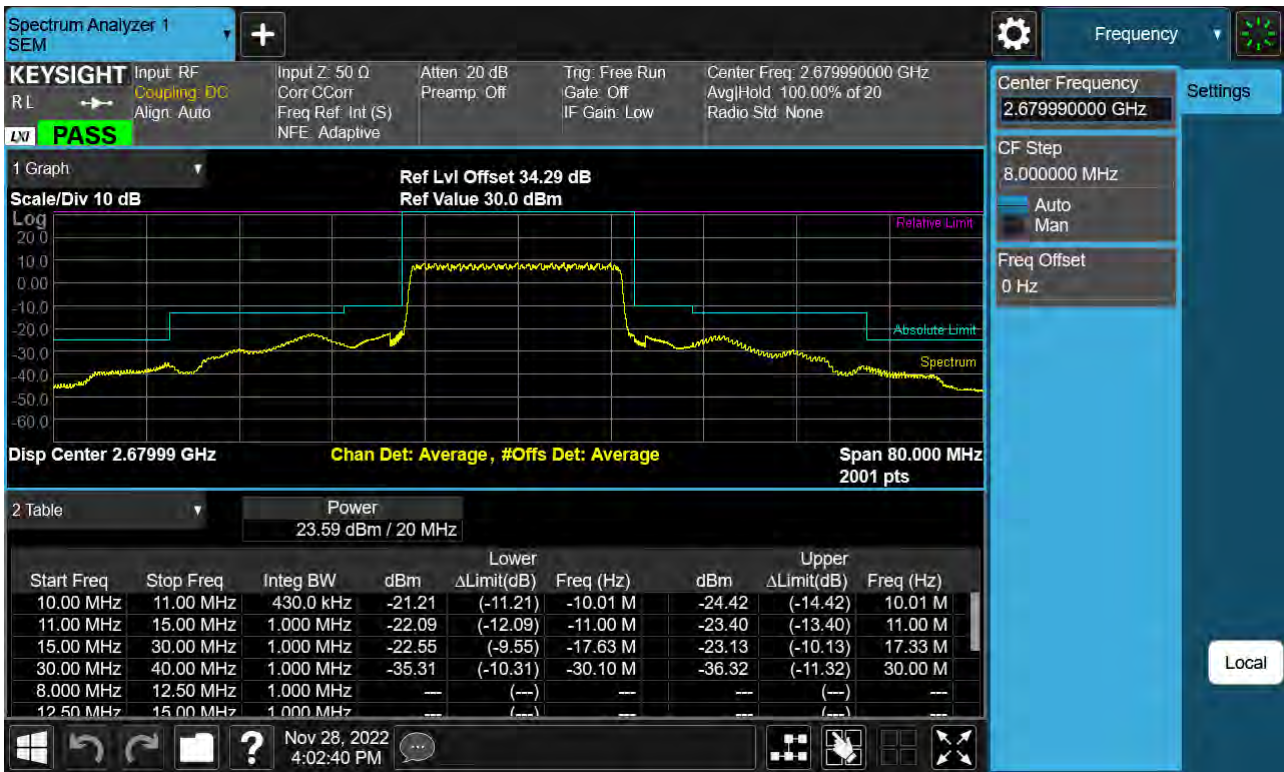 Spectrum Analyzer 1
SEM
Frequency
KEYSIGHT
R L
LXI
PASS
Input: RF
Coupling: DC
Align: Auto
Input Z: 50 Ω
Corr CCorr
Freq Ref: Int (S)
NFE: Adaptive
Atten: 20 dB
Preamp: Off
Trig: Free Run
Gate: Off
IF Gain: Low
Center Freq: 2.679990000 GHz
Avg|Hold: 100.00% of 20
Radio Std: None
Center Frequency
2.679990000 GHz
Settings
CF Step
8.000000 MHz
Auto
Man
Freq Offset
0 Hz
Local
1 Graph
Scale/Div 10 dB
Ref Lvl Offset 34.29 dB
Ref Value 30.0 dBm
Log
20.0
10.0
0.00
-10.0
-20.0
-30.0
-40.0
-50.0
-60.0
Relative Limit
Absolute Limit
Spectrum
Disp Center 2.67999 GHz
Chan Det: Average, #Offs Det: Average
Span 80.000 MHz
2001 pts
2 Table
Power
23.59 dBm / 20 MHz
Lower Upper
Start Freq Stop Freq Integ BW dBm ΔLimit(dB) Freq (Hz) dBm ΔLimit(dB) Freq (Hz)
10.00 MHz 11.00 MHz 430.0 kHz -21.21 (-11.21) -10.01 M -24.42 (-14.42) 10.01 M
11.00 MHz 15.00 MHz 1.000 MHz -22.09 (-12.09) -11.00 M -23.40 (-13.40) 11.00 M
15.00 MHz 30.00 MHz 1.000 MHz -22.55 (-9.55) -17.63 M -23.13 (-10.13) 17.33 M
30.00 MHz 40.00 MHz 1.000 MHz -35.31 (-10.31) -30.10 M -36.32 (-11.32) 30.00 M
8.000 MHz 12.50 MHz 1.000 MHz --- (---) --- --- (---) ---
12.50 MHz 15.00 MHz 1.000 MHz --- (---) --- --- (---) ---
Nov 28, 2022
4:02:40 PM